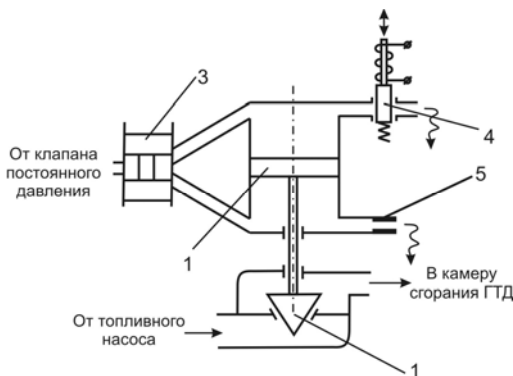 3
4
От клапана
постоянного
давления
5
1
В камеру
сгорания ГТД
От топливного
насоса
1